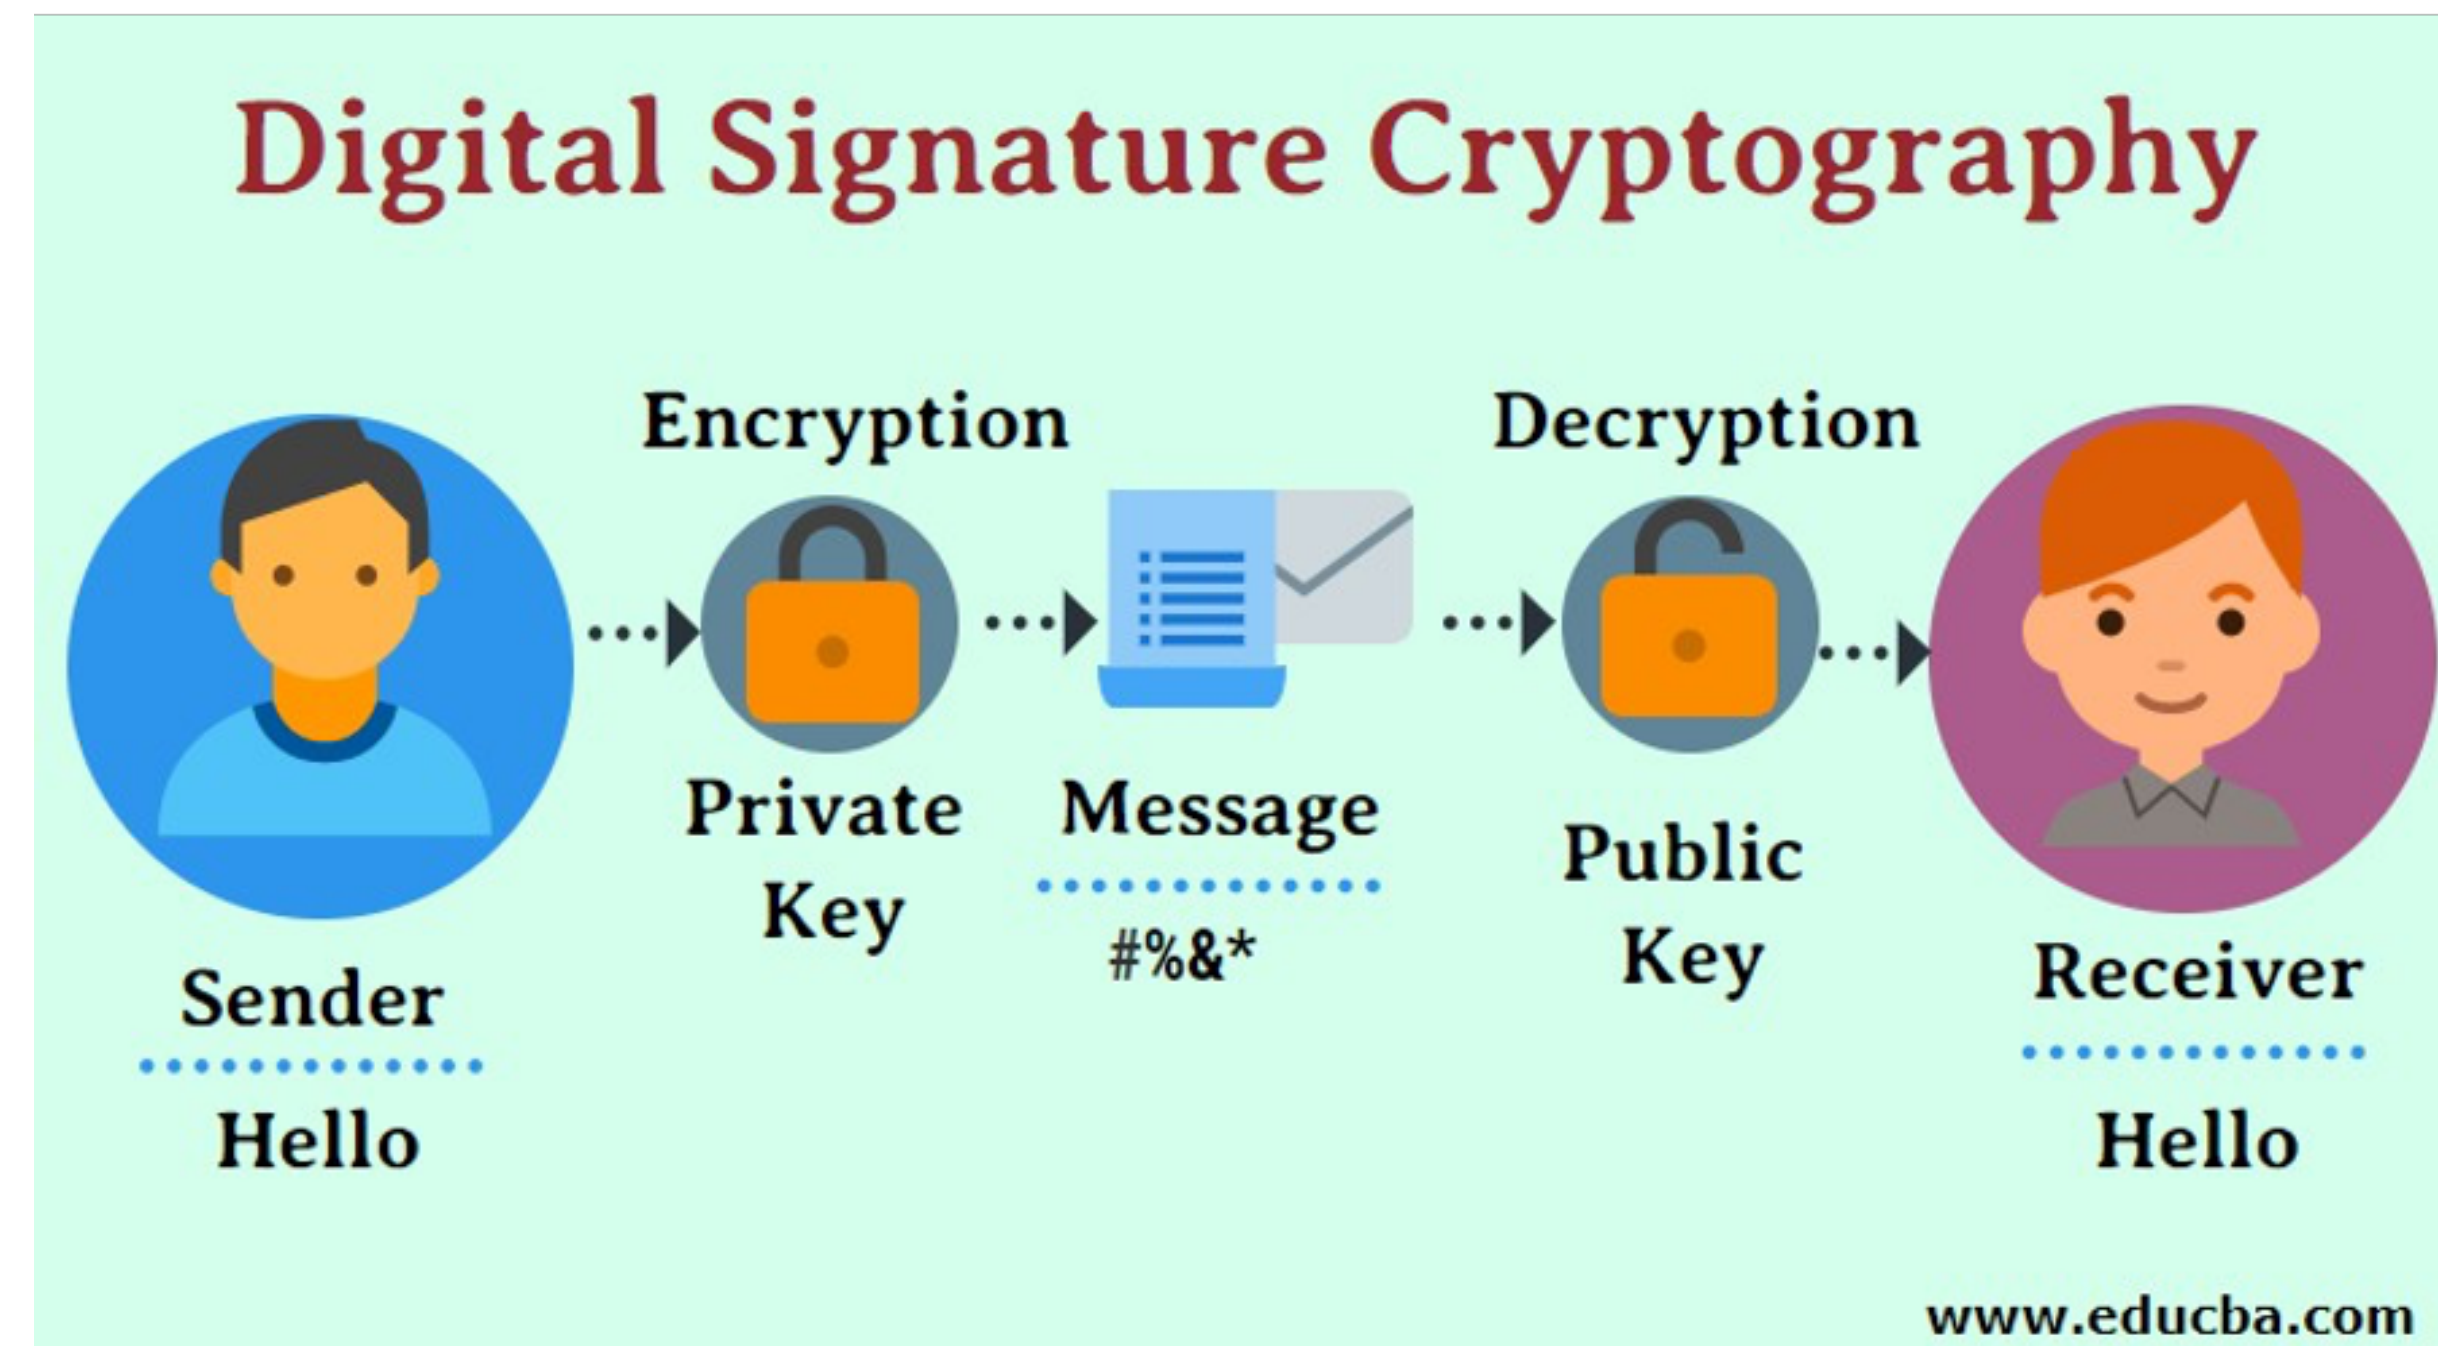 Digital Signature Cryptography
Encryption
Decryption
Private
Key
Message
#%&*
Public
Key
Sender
Hello
Receiver
Hello
www.educba.com